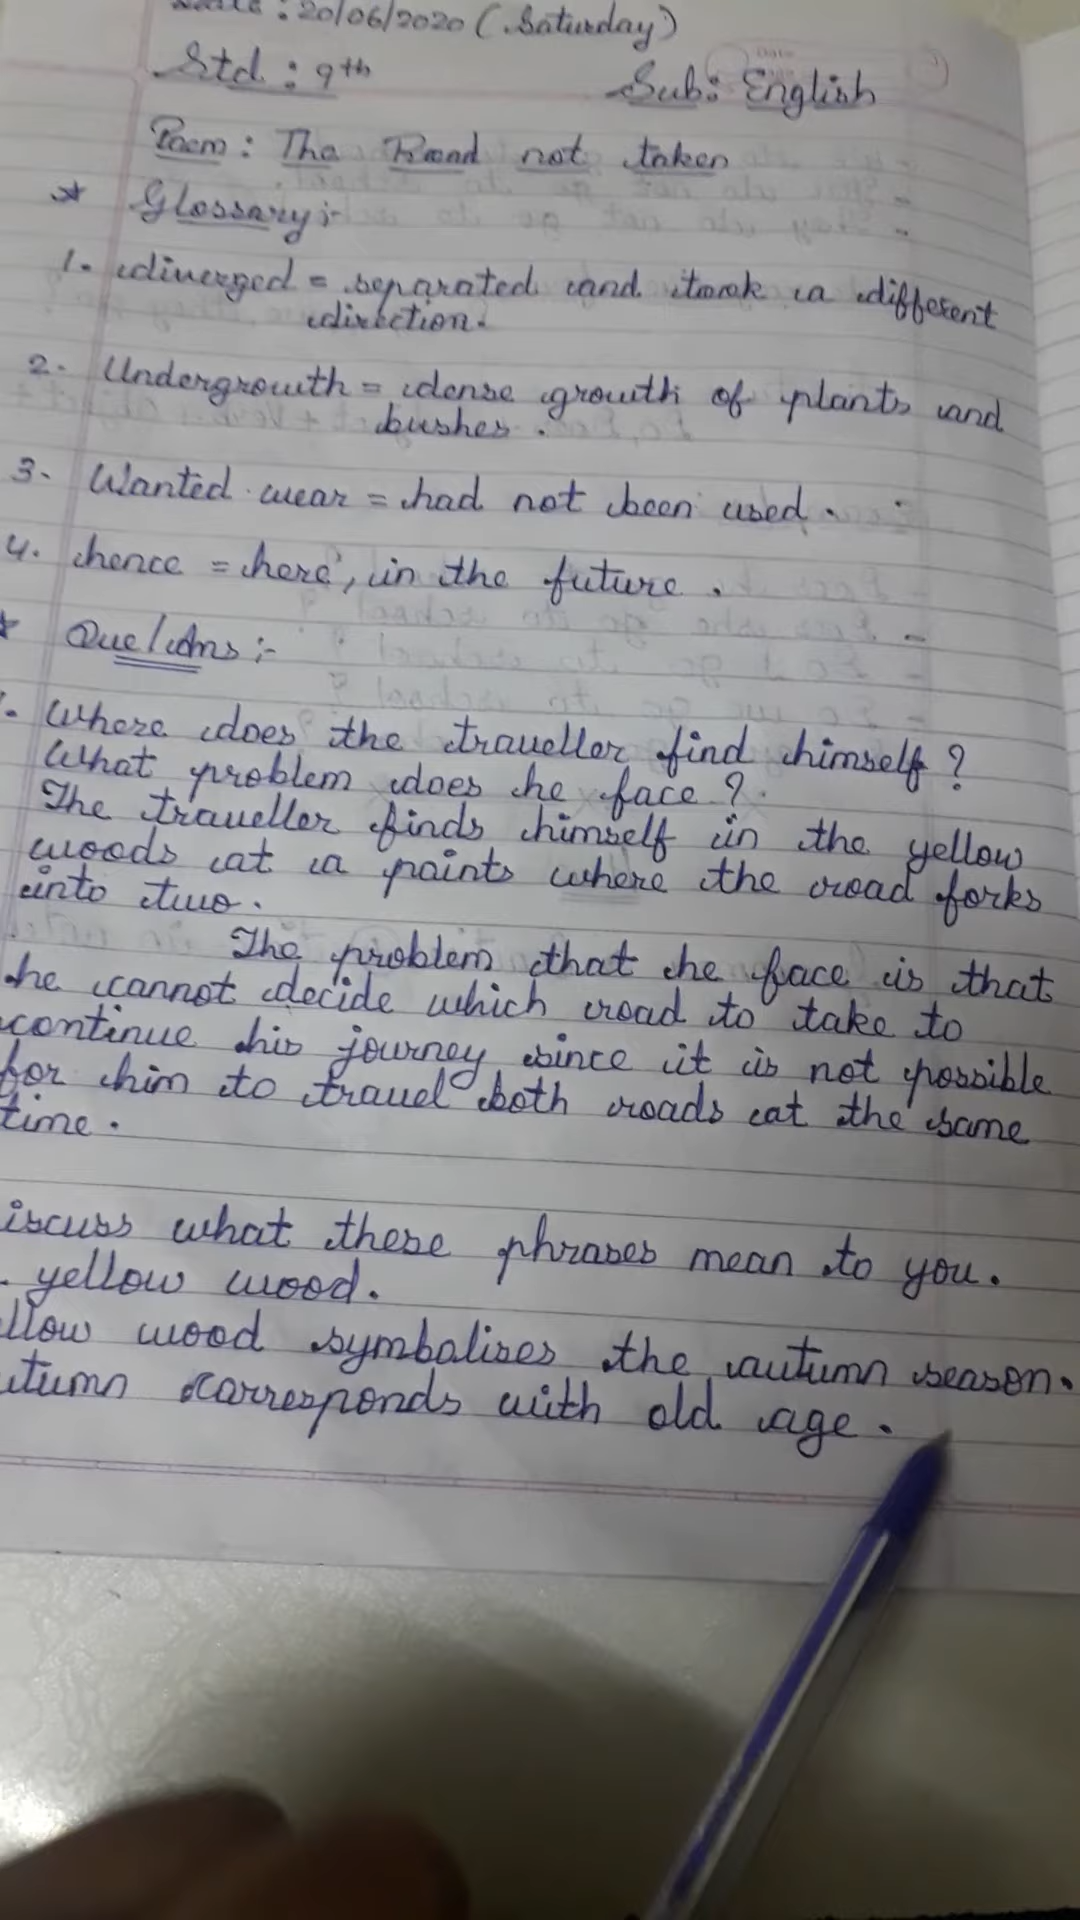 Date : 20/06/2020 (Saturday)
Std : 9th Sub: English
Poem : The Road not taken
* Glossary :-
1. diverged = separated and took a different
direction.
2. Undergrowth = dense growth of plants and
bushes.
3. Wanted wear = had not been used.
4. hence = here, in the future.
* Que/Ans :-
1. Where does the traveller find himself?
What problem does he face?
The traveller finds himself in the yellow
woods at a points where the road forks
into two.
The problem that he face is that
he cannot decide which road to take to
continue his journey since it is not possible
for him to travel both roads at the same
time.
iscuss what these phrases mean to you.
. yellow wood.
llow wood symbolises the autumn season.
tumn corresponds with old age.